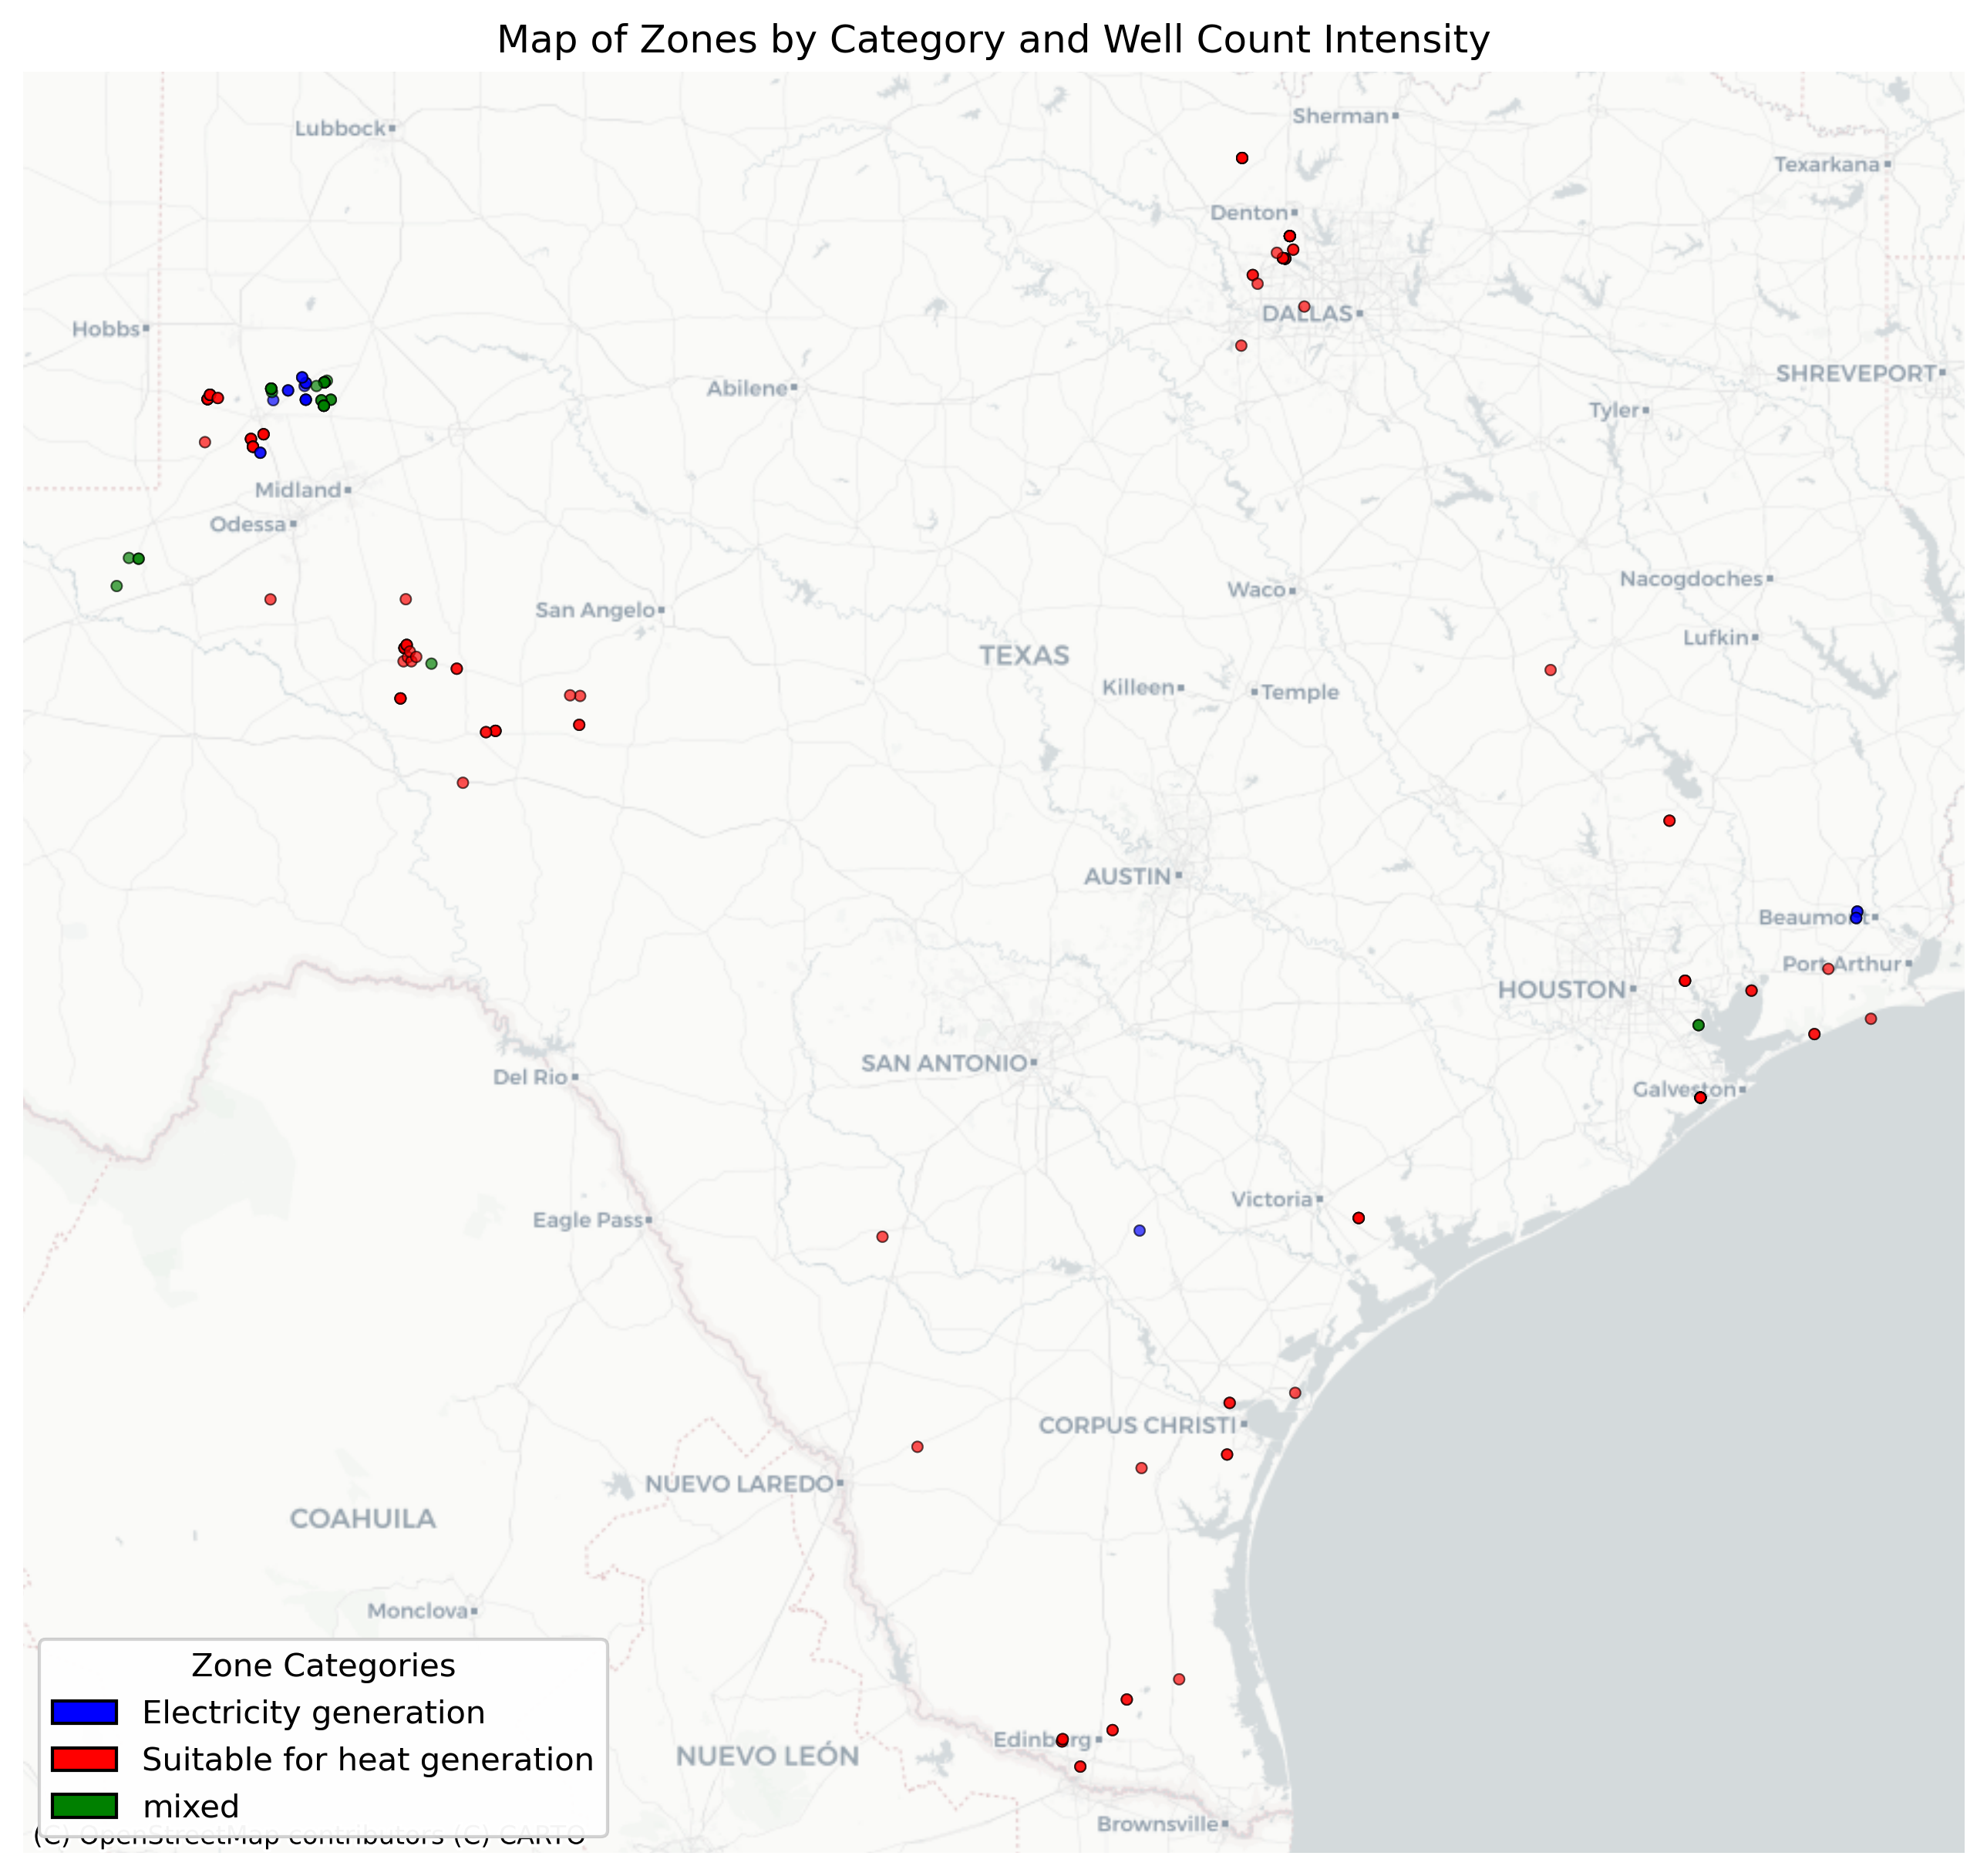 Map of Zones by Category and Well Count Intensity
Sherman
Lubbock
Texarkana
Denton
DALLAS
Hobbs
SHREVEPORT
Abilene
Tyler
Midland
Odessa
Nacogdoches
Waco
San Angelo
Lufkin
TEXAS
Killeen
Temple
AUSTIN
Beaumont
Port Arthur
HOUSTON
SAN ANTONIO
Del Rio
Galveston
Victoria
Eagle Pass
CORPUS CHRISTI
NUEVO LAREDO
COAHUILA
Monclova
Edinburg
NUEVO LEÓN
Brownsville
Zone Categories
Electricity generation
Suitable for heat generation
mixed
(C) OpenStreetMap contributors (C) CARTO